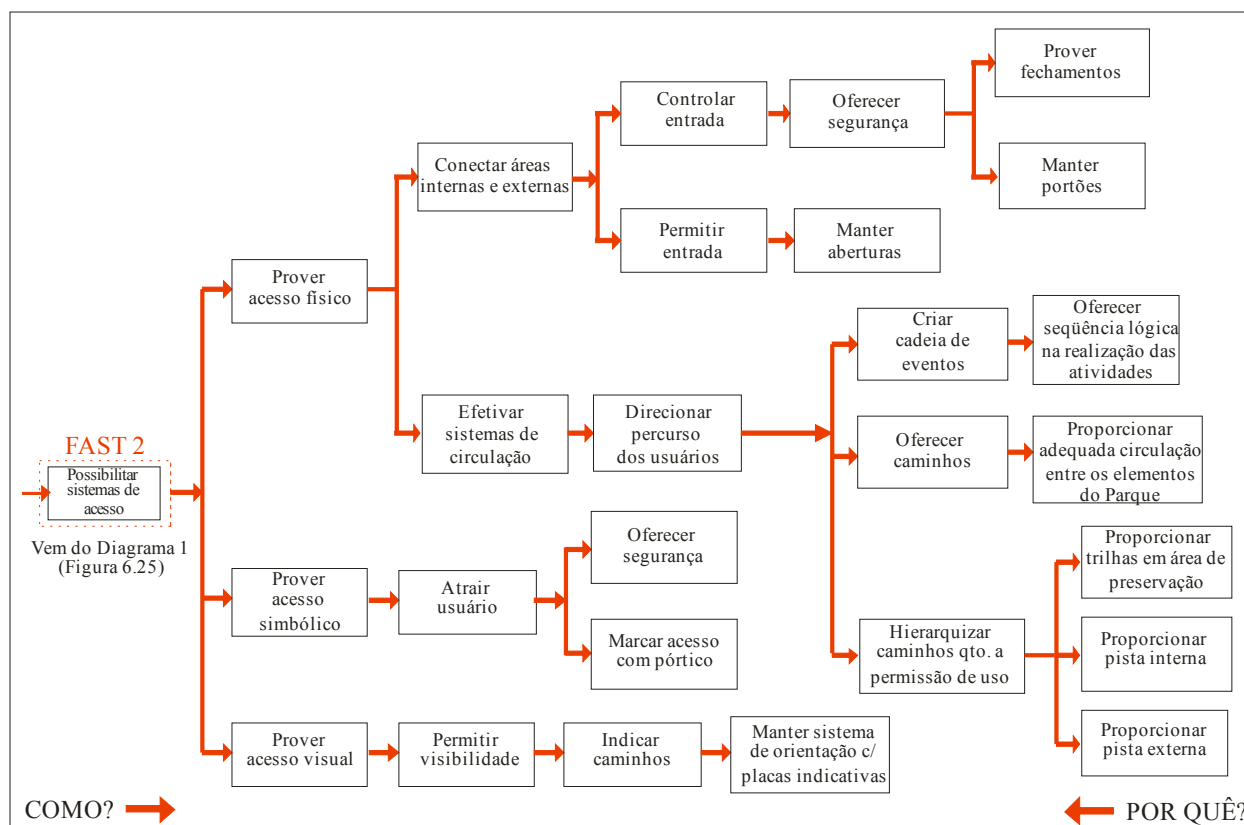 Prover
fechamentos
Controlar
entrada
Oferecer
segurança
Conectar áreas
internas e externas
Manter
portões
Permitir
entrada
Manter
aberturas
Prover
acesso físico
Criar
cadeia de
eventos
Oferecer
seqüência lógica
na realização das
atividades
Efetivar
sistemas de
circulação
Direcionar
percurso
dos usuários
Oferecer
caminhos
Proporcionar
adequada circulação
entre os elementos
do Parque
FAST 2
Possibilitar
sistemas de
acesso
Vem do Diagrama 1
(Figura 6.25)
Prover
acesso
simbólico
Atrair
usuário
Oferecer
segurança
Marcar acesso
com pórtico
Hierarquizar
caminhos qto. a
permissão de uso
Proporcionar
trilhas em área de
preservação
Proporcionar
pista interna
Proporcionar
pista externa
Prover
acesso visual
Permitir
visibilidade
Indicar
caminhos
Manter sistema
de orientação c/
placas indicativas
COMO?
POR QUÊ?